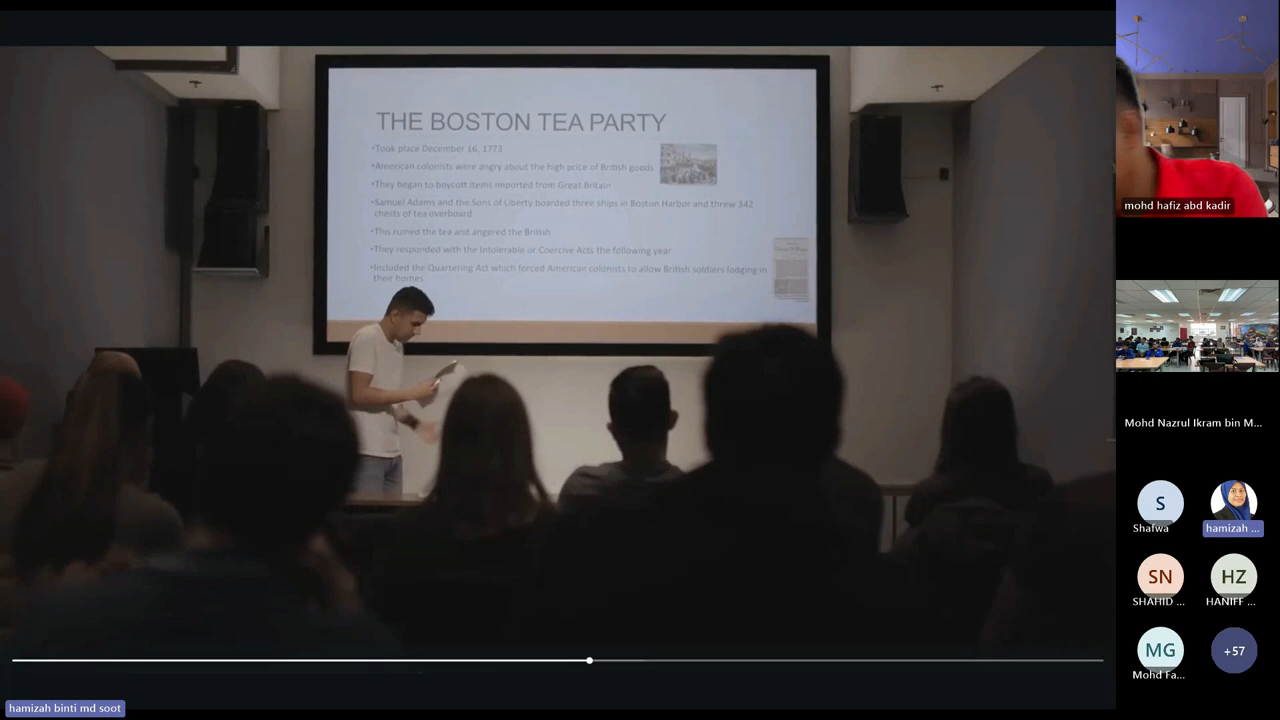 THE BOSTON TEA PARTY
•Took place December 16, 1773
•American colonists were angry about the high price of British goods
•They began to boycott items imported from Great Britain
•Samuel Adams and the Sons of Liberty boarded three ships in Boston Harbor and threw 342
chests of tea overboard
•This ruined the tea and angered the British
•They responded with the Intolerable or Coercive Acts the following year
•Included the Quartering Act which forced American colonists to allow British soldiers lodging in
their homes
mohd hafiz abd kadir
Mohd Nazrul Ikram bin M...
S
Shafwa
hamizah ...
SN
SHAHID ...
HZ
HANIFF ...
MG
Mohd Fa...
+57
hamizah binti md soot